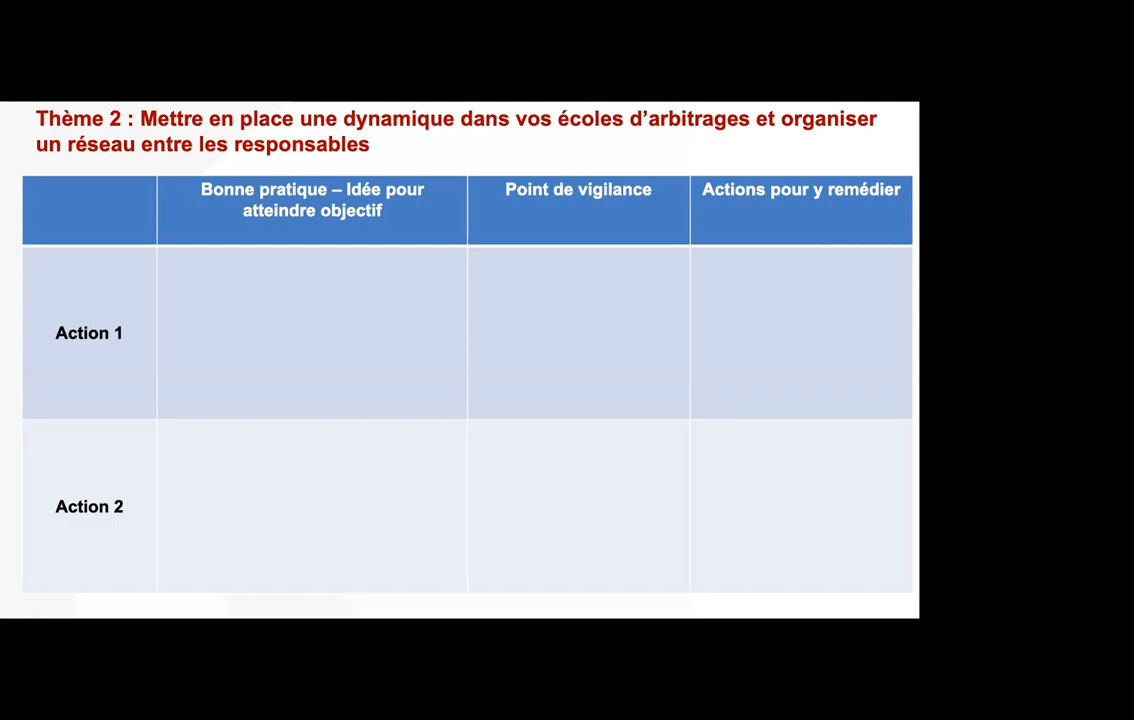 Thème 2 : Mettre en place une dynamique dans vos écoles d’arbitrages et organiser
un réseau entre les responsables
Bonne pratique – Idée pour
atteindre objectif
Point de vigilance
Actions pour y remédier
Action 1
Action 2